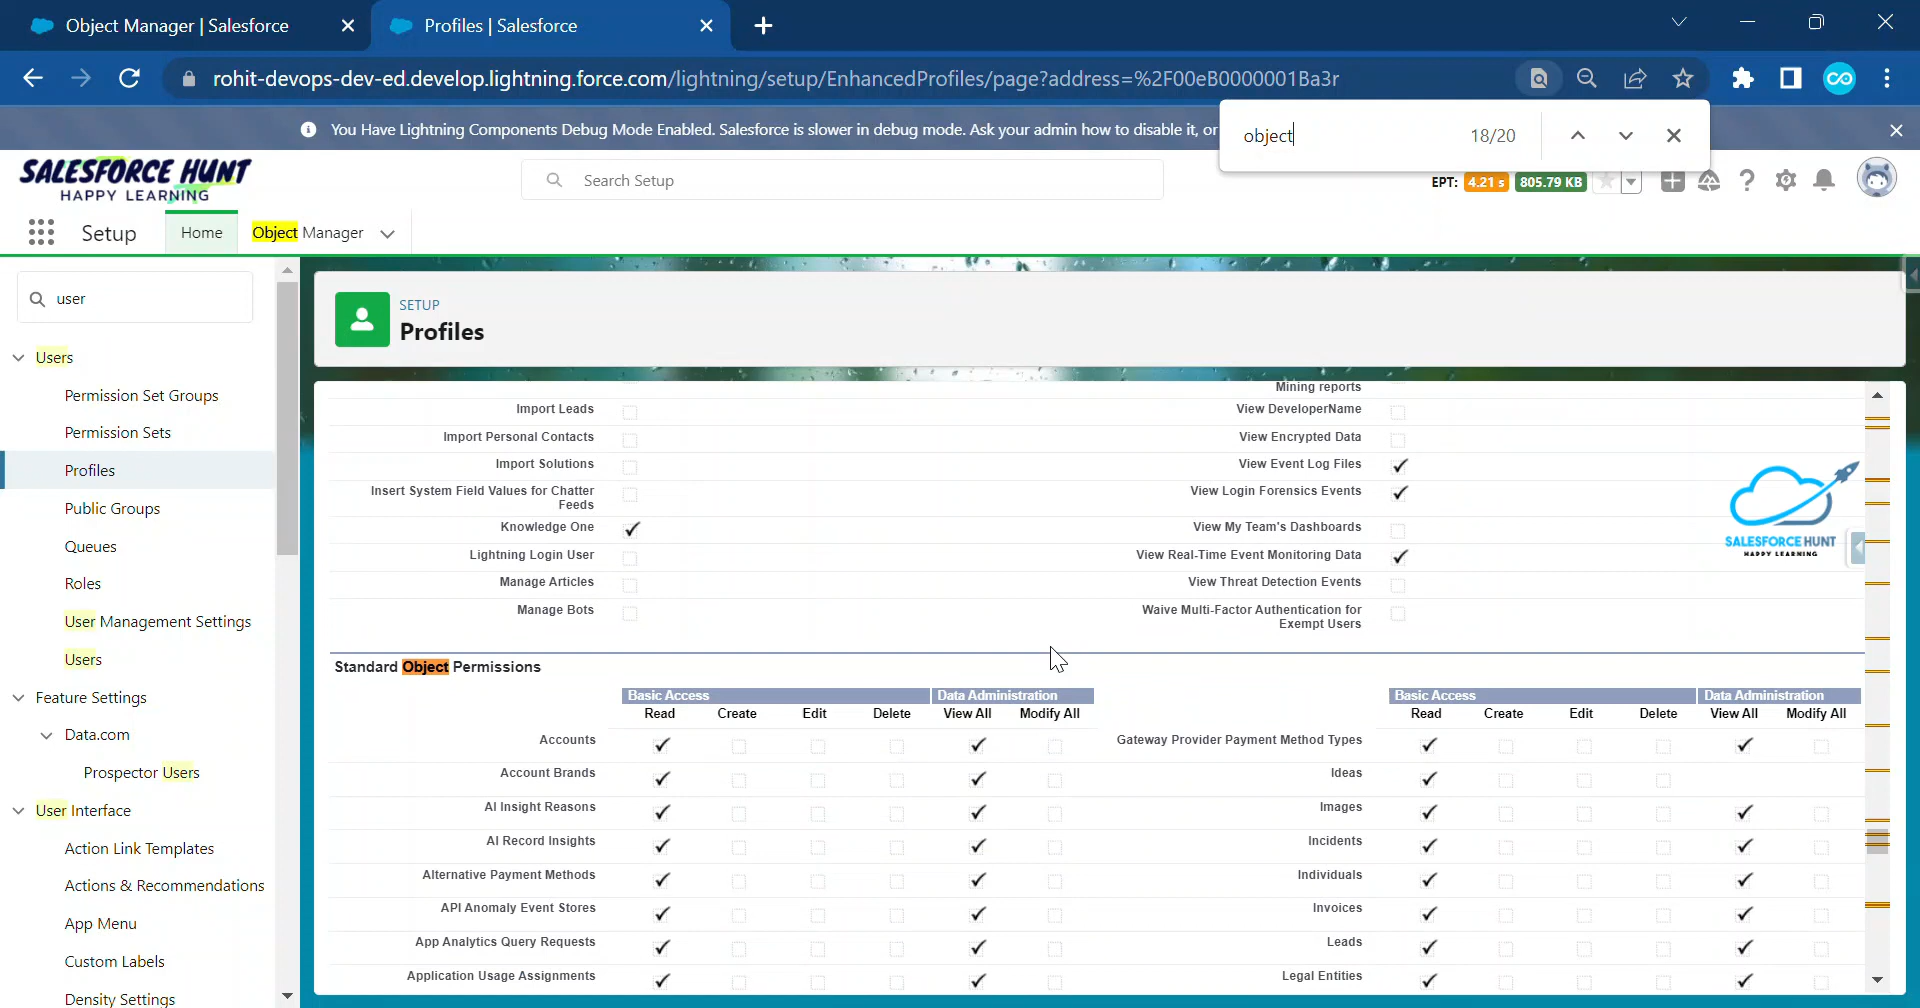 Object Manager | Salesforce
Profiles | Salesforce
rohit-devops-dev-ed.develop.lightning.force.com/lightning/setup/EnhancedProfiles/page?address=%2F00eB0000001Ba3r
You Have Lightning Components Debug Mode Enabled. Salesforce is slower in debug mode. Ask your admin how to disable it, or
object 18/20
SALESFORCE HUNT
HAPPY LEARNING
Search Setup
EPT: 4.21 s 805.79 KB
Setup Home Object Manager
user
Users
Permission Set Groups
Permission Sets
Profiles
Public Groups
Queues
Roles
User Management Settings
Users
Feature Settings
Data.com
Prospector Users
User Interface
Action Link Templates
Actions & Recommendations
App Menu
Custom Labels
Density Settings
SETUP
Profiles
Mining reports
Import Leads View DeveloperName
Import Personal Contacts View Encrypted Data
Import Solutions View Event Log Files
Insert System Field Values for Chatter View Login Forensics Events
Feeds
Knowledge One View My Team's Dashboards
Lightning Login User View Real-Time Event Monitoring Data
Manage Articles View Threat Detection Events
Manage Bots Waive Multi-Factor Authentication for
Exempt Users
SALESFORCE HUNT
HAPPY LEARNING
Standard Object Permissions
Basic Access Data Administration Basic Access Data Administration
Read Create Edit Delete View All Modify All Read Create Edit Delete View All Modify All
Accounts Gateway Provider Payment Method Types
Account Brands Ideas
AI Insight Reasons Images
AI Record Insights Incidents
Alternative Payment Methods Individuals
API Anomaly Event Stores Invoices
App Analytics Query Requests Leads
Application Usage Assignments Legal Entities